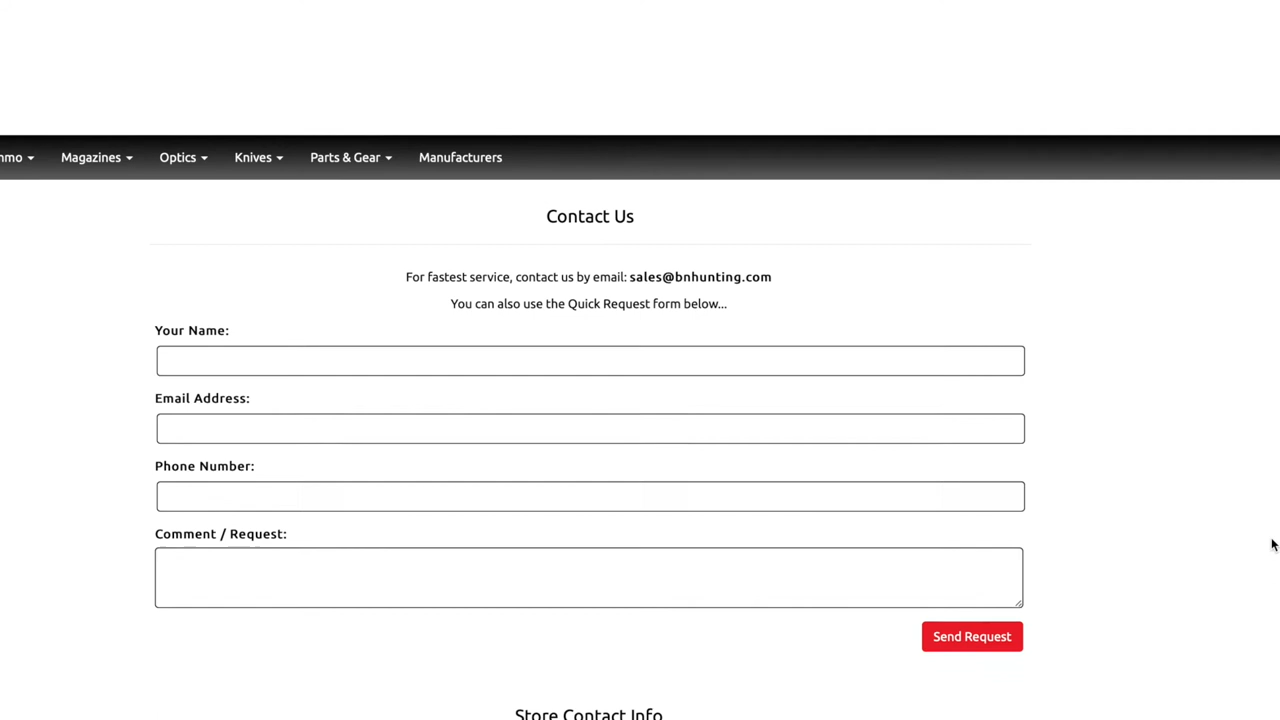 Magazines Optics Knives Parts & Gear Manufacturers
Contact Us
For fastest service, contact us by email: sales@bnhunting.com
You can also use the Quick Request form below...
Your Name:
Email Address:
Phone Number:
Comment / Request:
Send Request
Store Contact Info